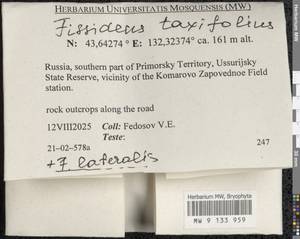 HERBARIUM UNIVERSITATIS MOSQUENSIS (MW)
Fissidens taxifolius
N: 43,64274 ° E: 132,32374° ca. 161 m alt.
Russia, southern part of Primorsky Territory, Ussurijsky
State Reserve, vicinity of the Komarovo Zapovednoe Field
station.
rock outcrops along the road
12VIII2025 Coll: Fedosov V.E.
Teste:
21-02-578a 247
+ F. lateralis
Herbarium MW, Bryophyta
MW 9 133 959